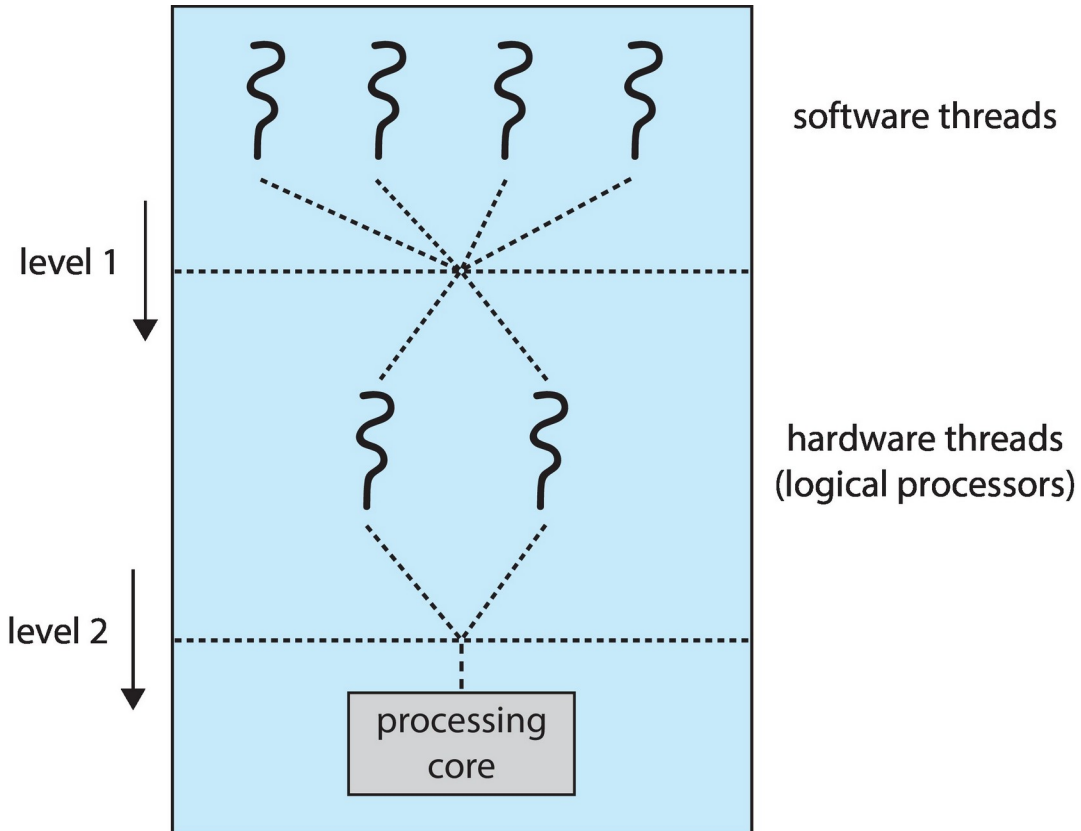 software threads
level 1
hardware threads
(logical processors)
level 2
processing
core